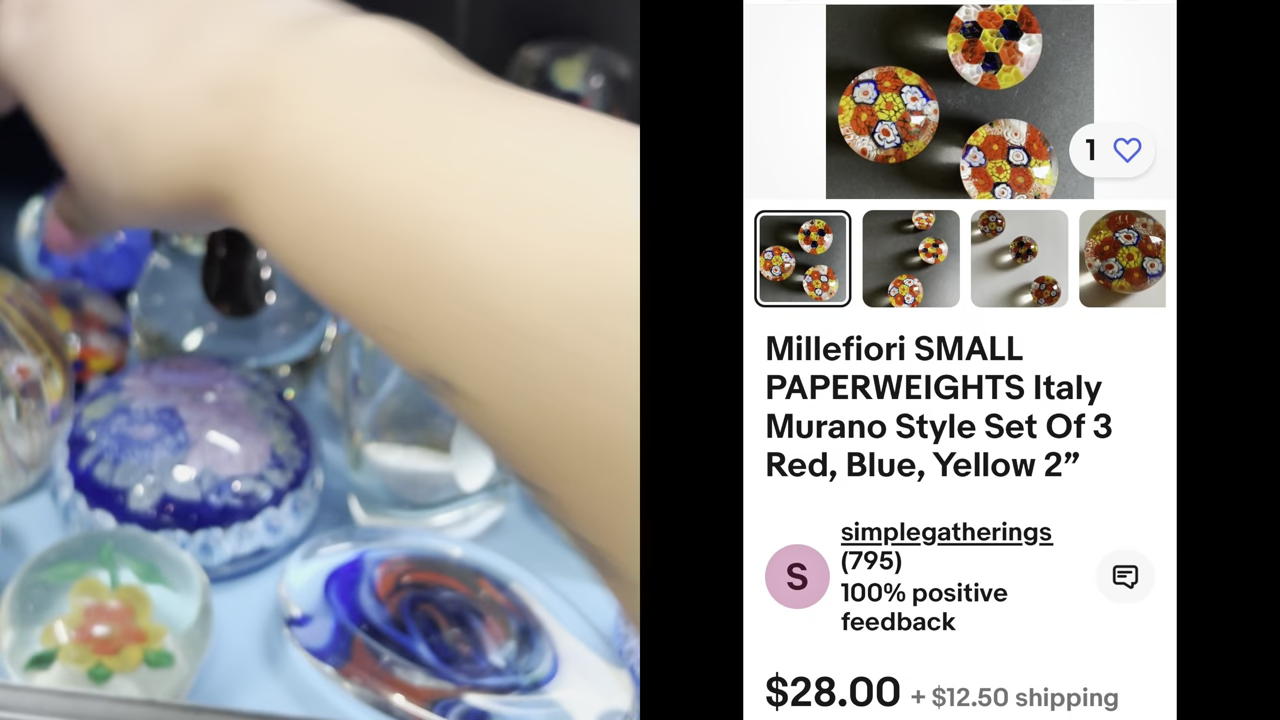 1
Millefiori SMALL
PAPERWEIGHTS Italy
Murano Style Set Of 3
Red, Blue, Yellow 2”
simplegatherings
(795)
S
100% positive
feedback
$28.00 + $12.50 shipping